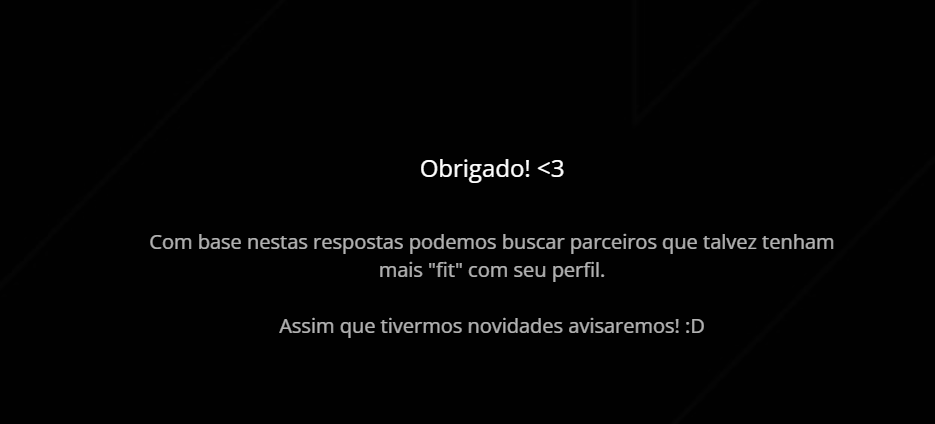 Obrigado! <3
Com base nestas respostas podemos buscar parceiros que talvez tenham
mais "fit" com seu perfil.
Assim que tivermos novidades avisaremos! :D